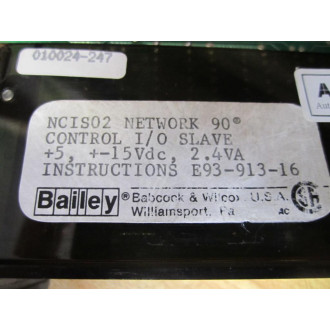 010024-247
NCIS02 NETWORK 90®
CONTROL I/O SLAVE
+5, +-15Vdc, 2.4VA
INSTRUCTIONS E93-913-16
Bailey® Babcock & Wilcox, U.S.A.
Williamsport, Pa
AC